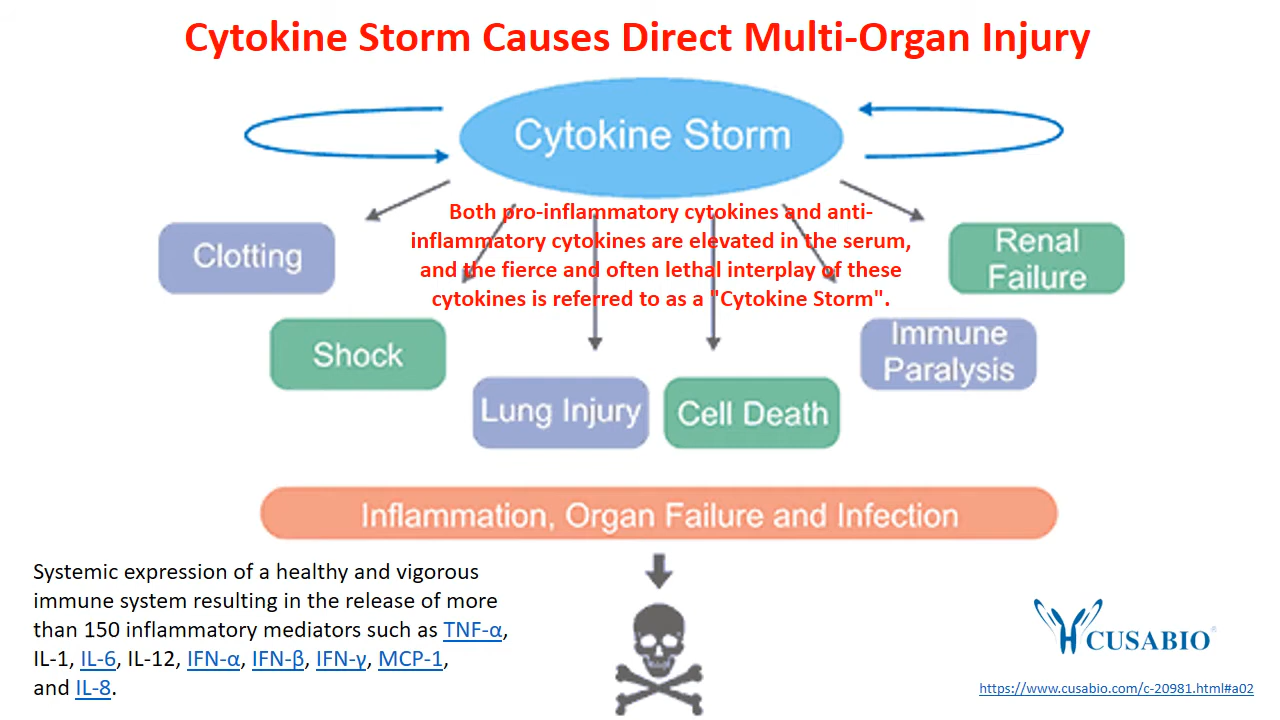 Cytokine Storm Causes Direct Multi-Organ Injury
Cytokine Storm
Both pro-inflammatory cytokines and anti-
inflammatory cytokines are elevated in the serum,
and the fierce and often lethal interplay of these
cytokines is referred to as a "Cytokine Storm".
Clotting
Renal
Failure
Shock
Immune
Paralysis
Lung Injury
Cell Death
Inflammation, Organ Failure and Infection
Systemic expression of a healthy and vigorous
immune system resulting in the release of more
than 150 inflammatory mediators such as TNF-α,
IL-1, IL-6, IL-12, IFN-α, IFN-β, IFN-γ, MCP-1,
and IL-8.
CUSABIO
https://www.cusabio.com/c-20981.html#a02